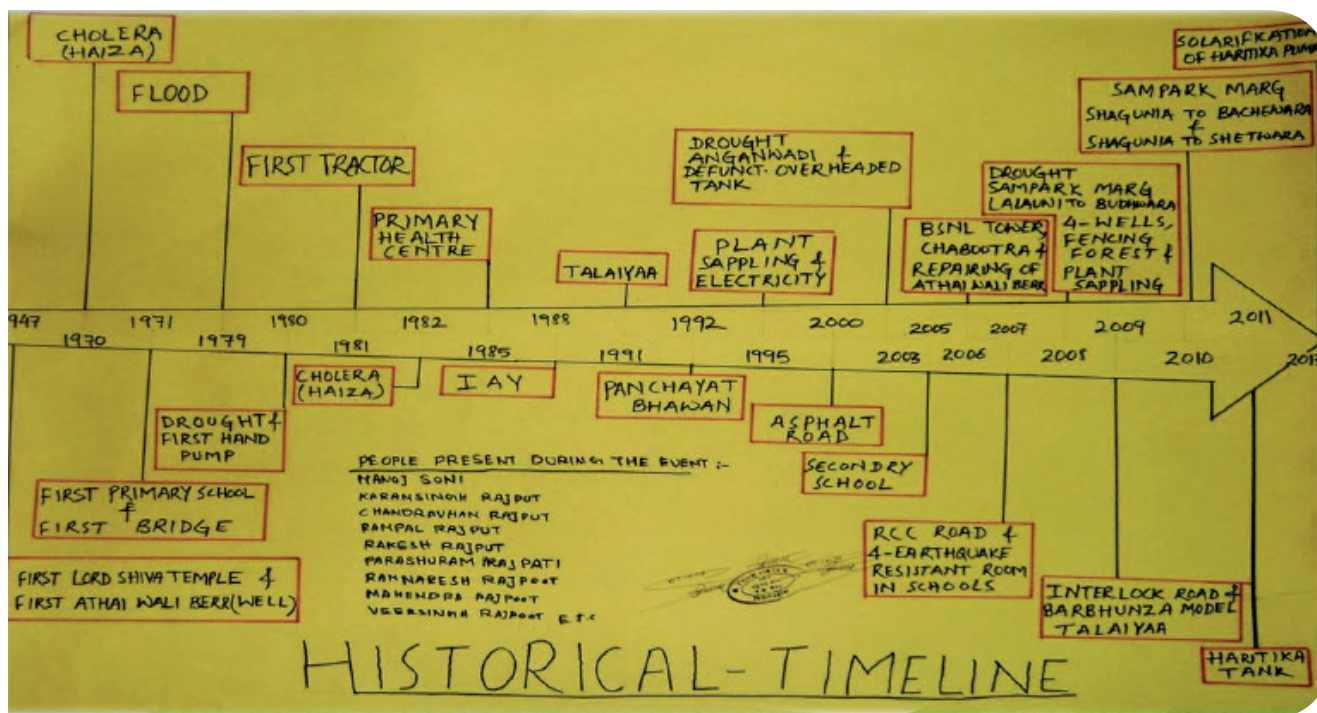 CHOLERA
(HAIZA)
FLOOD
FIRST TRACTOR
PRIMARY
HEALTH
CENTRE
TALAIYAA
PLANT
SAPPLING &
ELECTRICITY
DROUGHT
ANGANWADI &
DEFUNCT. OVERHEADED
TANK
BSNL TOWER,
CHABOOTRA &
REPAIRING OF
ATHAI WALI BERR
DROUGHT
SAMPARK MARG
LALAUNI TO BUDHWARA
4-WELLS,
FENCING
FOREST &
PLANT
SAPPLING
SAMPARK MARG
SHAGUNIA TO BACHEWARA
&
SHAGUNIA TO SHETWARA
SOLARIFICATION
OF HARITIKA PUMP
947
1970
1971
1979
1980
1981
1982
1985
1988
1991
1992
1995
2000
2003
2005
2006
2007
2008
2009
2010
2011
FIRST LORD SHIVA TEMPLE &
FIRST ATHAI WALI BERR (WELL)
FIRST PRIMARY SCHOOL
&
FIRST BRIDGE
DROUGHT &
FIRST HAND
PUMP
CHOLERA
(HAIZA)
IAY
PANCHAYAT
BHAWAN
ASPHALT
ROAD
SECONDRY
SCHOOL
RCC ROAD &
4-EARTHQUAKE
RESISTANT ROOM
IN SCHOOLS
INTERLOCK ROAD &
BARBHUNZA MODEL
TALAIYAA
HARITIKA
TANK
PEOPLE PRESENT DURING THE EVENT :-
MANOJ SONI
KARANSINGH RAJPUT
CHANDRAVHAN RAJPUT
RAMPAL RAJPUT
RAKESH RAJPUT
PARASHURAM PRAJPATI
RAMNARESH RAJPOOT
MAHENDRA RAJPOOT
VEERSINGH RAJPOOT ETC
HISTORICAL-TIMELINE